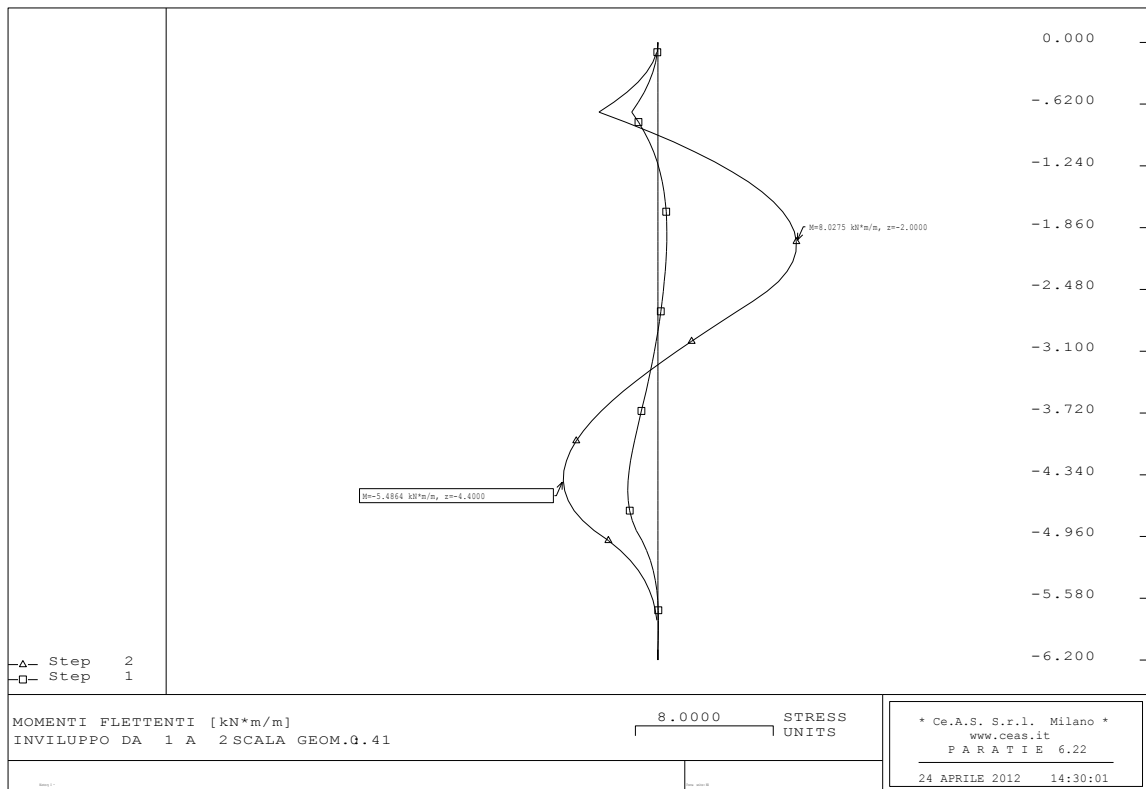 0.000
-.6200
-1.240
-1.860
M=8.0275 kN*m/m, z=-2.0000
-2.480
-3.100
-3.720
-4.340
M=-5.4864 kN*m/m, z=-4.4000
-4.960
-5.580
-6.200
Step 2
Step 1
MOMENTI FLETTENTI [kN*m/m]
INVILUPPO DA 1 A 2 SCALA GEOM. .41
8.0000 STRESS
UNITS
* Ce.A.S. S.r.l. Milano *
www.ceas.it
P A R A T I E 6.22
24 APRILE 2012 14:30:01